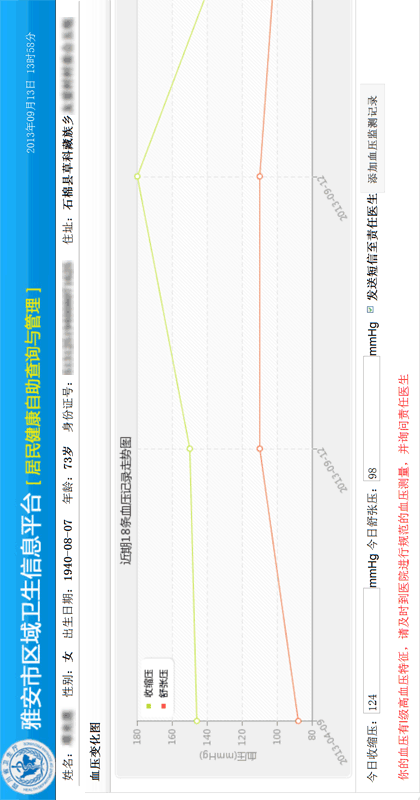 雅安市区域卫生信息平台 [ 居民健康自助查询与管理 ] 2013年09月13日 13时58分
姓名: 性别: 女 出生日期: 1940-08-07 年龄: 73岁 身份证号: 住址: 石棉县草科藏族乡
血压变化图
近期18条血压记录走势图
收缩压
舒张压
180
160
140
120
100
80
血压(mmHg)
2013-04-09 2013-09-12 2013-09-12
今日收缩压: 124 mmHg 今日舒张压: 98 mmHg 发送短信至责任医生 添加血压监测记录
你的血压有I级高血压特征, 请及时到医院进行规范的血压测量, 并询问责任医生